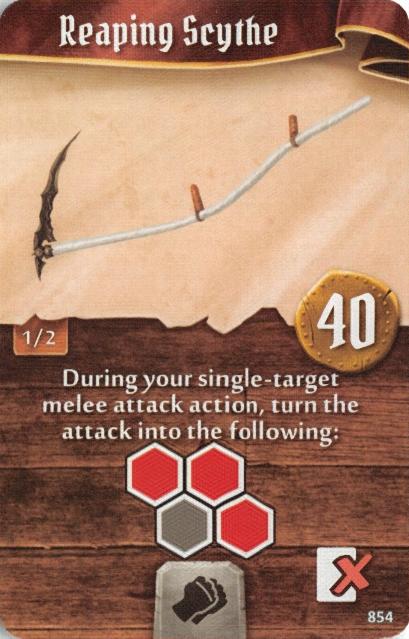 Reaping Scythe
40
1/2
During your single-target
melee attack action, turn the
attack into the following:
854